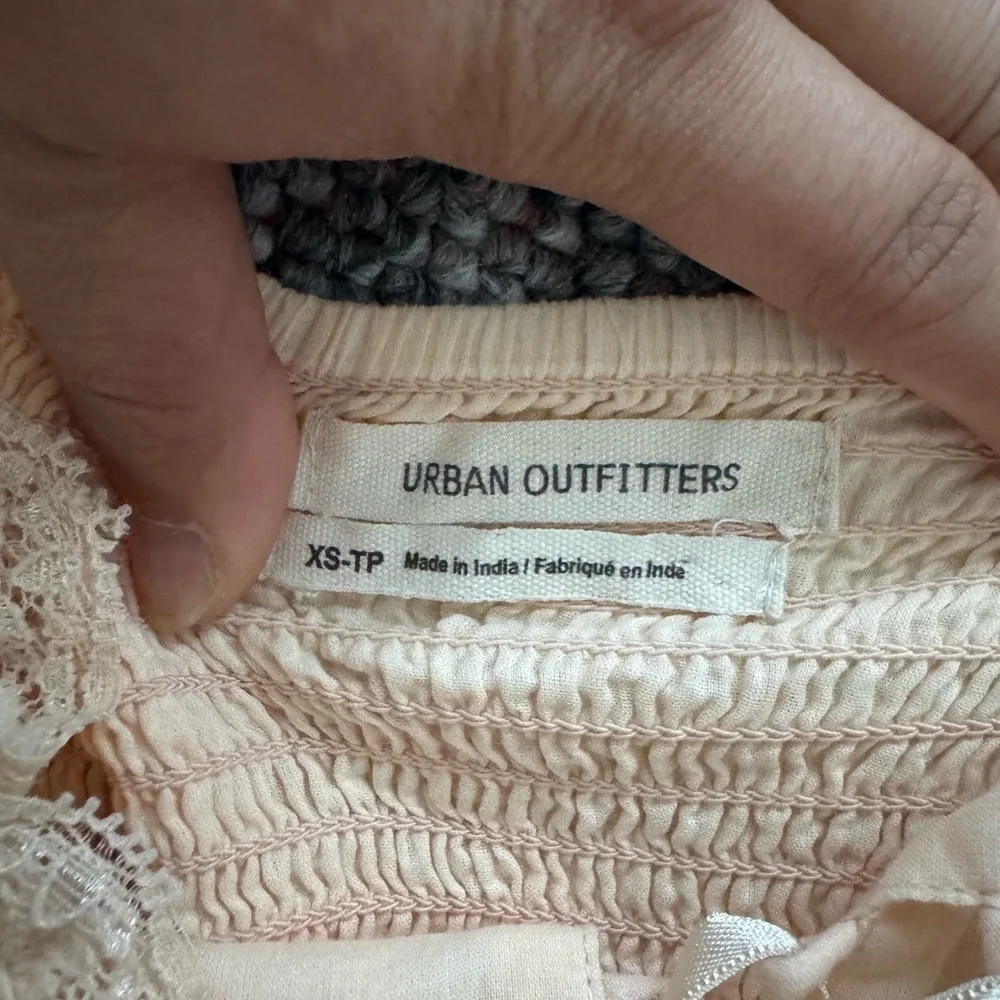 URBAN OUTFITTERS
XS-TP Made in India / Fabriqué en Inde